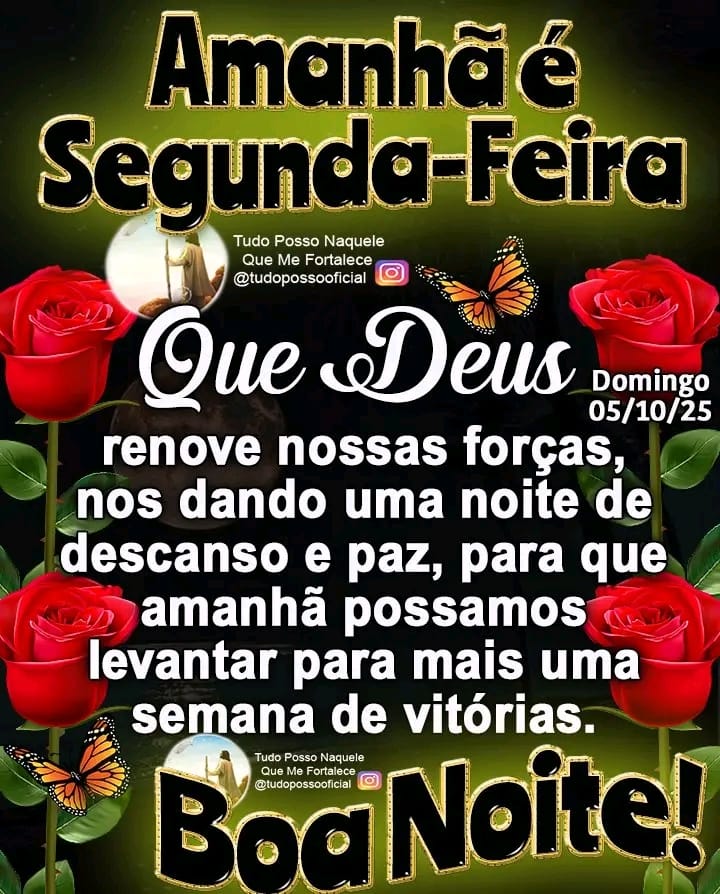 Amanhã é
Segunda-Feira
Tudo Posso Naquele
Que Me Fortalece
@tudopossooficial
Que Deus
Domingo
05/10/25
renove nossas forças,
nos dando uma noite de
descanso e paz, para que
amanhã possamos
levantar para mais uma
semana de vitórias.
Tudo Posso Naquele
Que Me Fortalece
@tudopossooficial
Boa Noite!